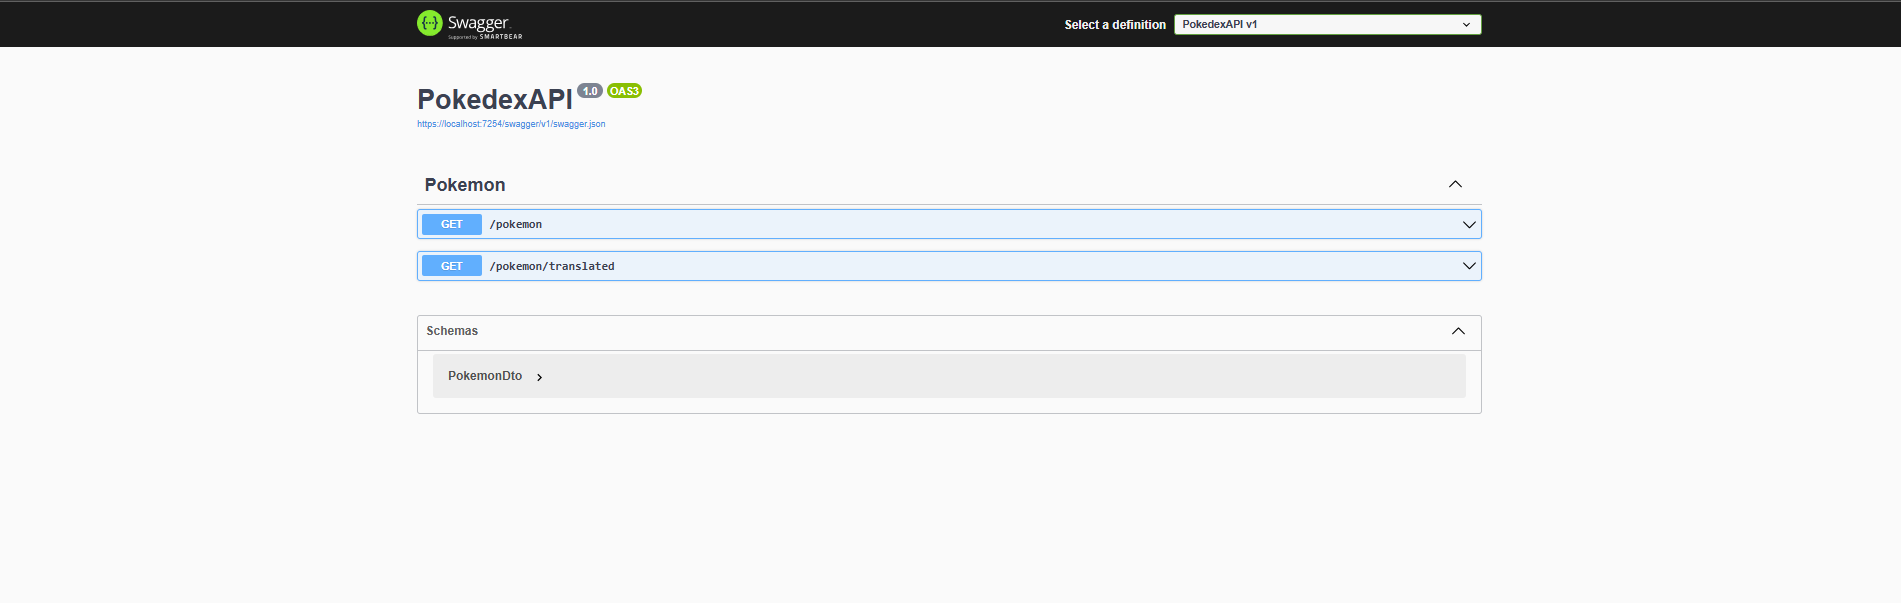 {···} Swagger.
Supported by SMARTBEAR
Select a definition
PokedexAPI v1
PokedexAPI 1.0 OAS3
https://localhost:7254/swagger/v1/swagger.json
Pokemon
GET /pokemon
GET /pokemon/translated
Schemas
PokemonDto